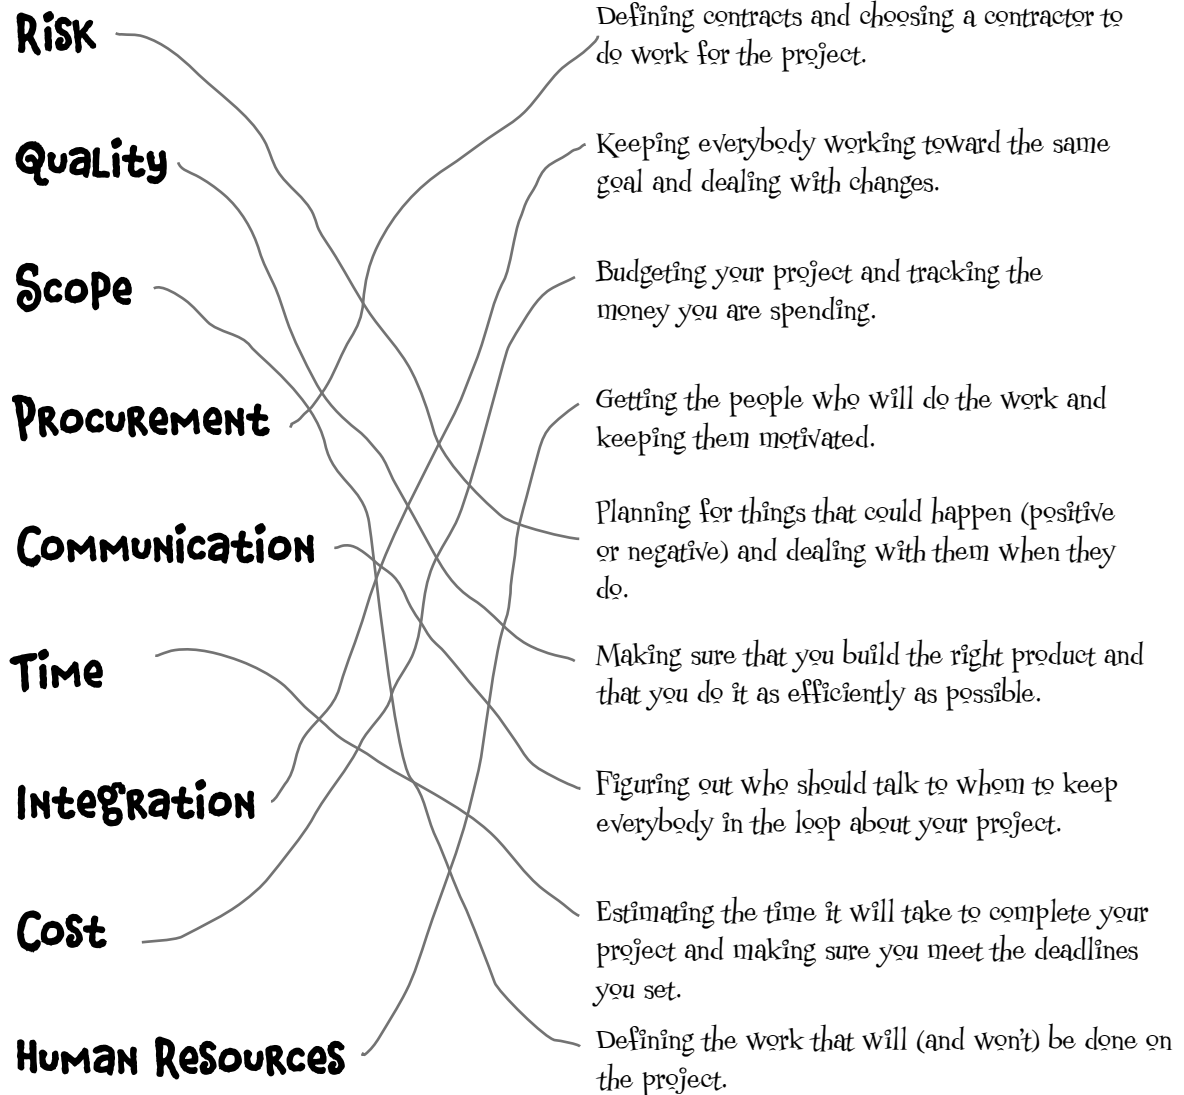 Risk
Quality
Scope
Procurement
Communication
Time
Integration
Cost
Human Resources
Defining contracts and choosing a contractor to
do work for the project.
Keeping everybody working toward the same
goal and dealing with changes.
Budgeting your project and tracking the
money you are spending.
Getting the people who will do the work and
keeping them motivated.
Planning for things that could happen (positive
or negative) and dealing with them when they
do.
Making sure that you build the right product and
that you do it as efficiently as possible.
Figuring out who should talk to whom to keep
everybody in the loop about your project.
Estimating the time it will take to complete your
project and making sure you meet the deadlines
you set.
Defining the work that will (and won't) be done on
the project.